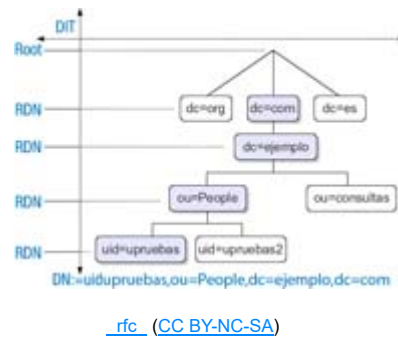 DIT
Root
RDN dc=org dc=com dc=es
RDN dc=ejemplo
RDN ou=People ou=consultas
RDN uid=upruebas uid=upruebas2
DN:=uidupruebas,ou=People,dc=ejemplo,dc=com
rfc (CC BY-NC-SA)